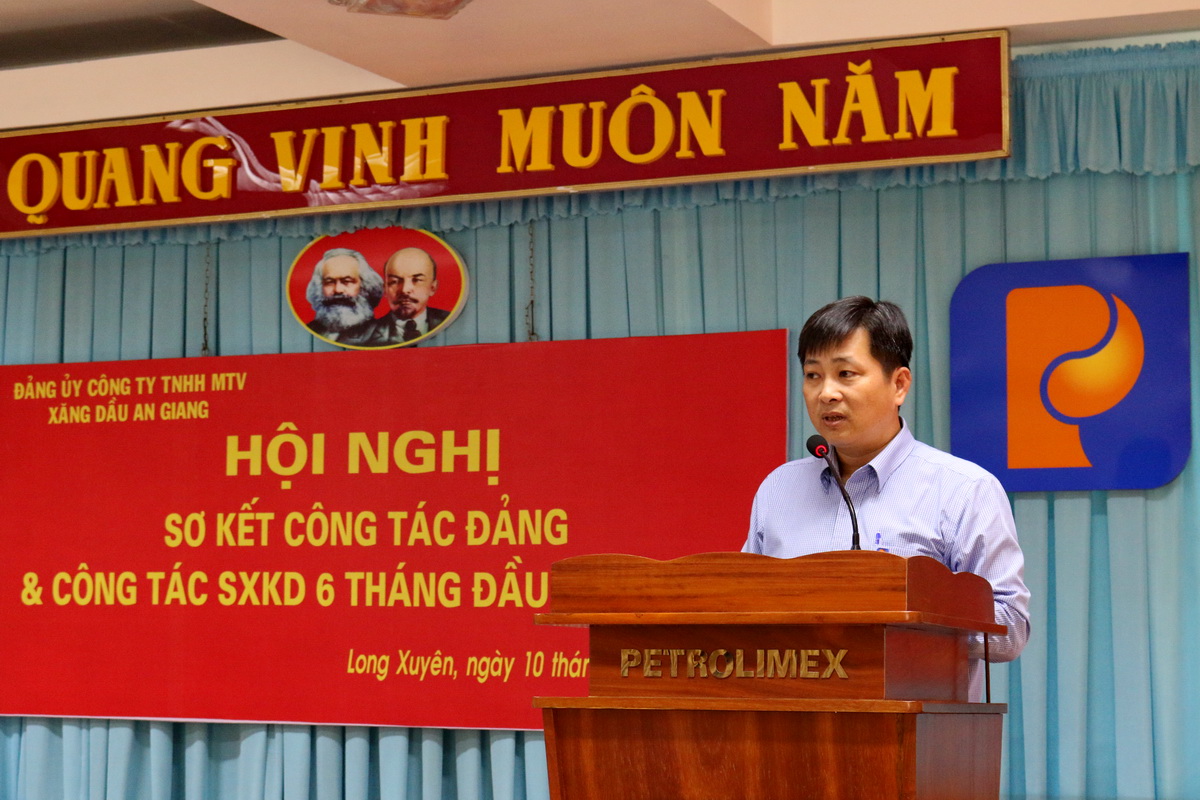 QUANG VINH MUÔN NĂM
ĐẢNG ỦY CÔNG TY TNHH MTV
XĂNG DẦU AN GIANG
HỘI NGHỊ
SƠ KẾT CÔNG TÁC ĐẢNG
& CÔNG TÁC SXKD 6 THÁNG ĐẦU
Long Xuyên, ngày 10 thán
PETROLIMEX